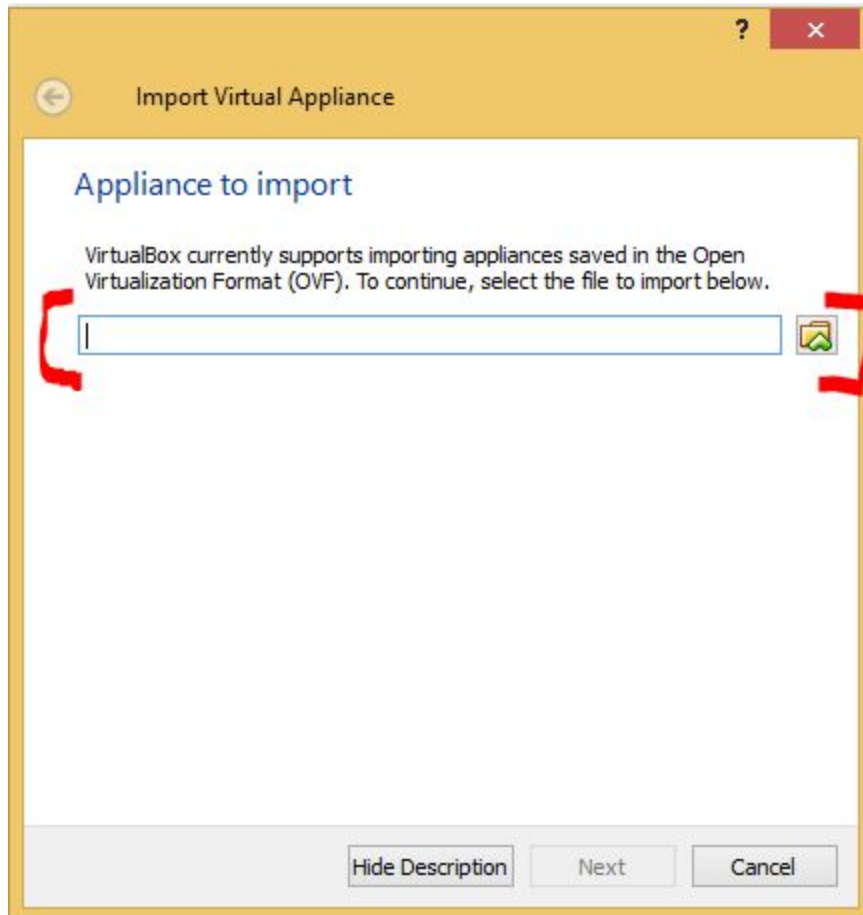 ?
Import Virtual Appliance
Appliance to import
VirtualBox currently supports importing appliances saved in the Open
Virtualization Format (OVF). To continue, select the file to import below.
Hide Description Next Cancel